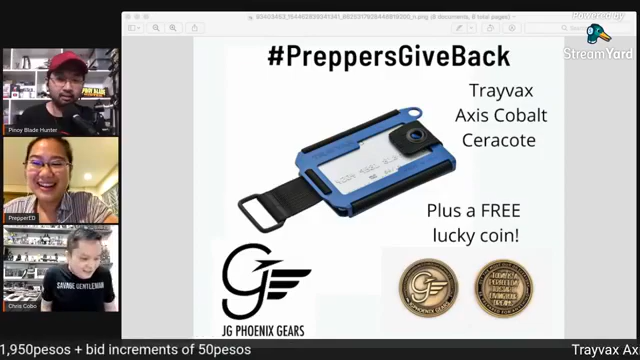 Powered by
StreamYard
#PreppersGiveBack
Trayvax
Axis Cobalt
Ceracote
Plus a FREE
lucky coin!
JG PHOENIX GEARS
Pinoy Blade Hunter
PrepperED
SAVAGE GENTLEMAN
Chris Cobo
1,950pesos + bid increments of 50pesos
Trayvax Ax